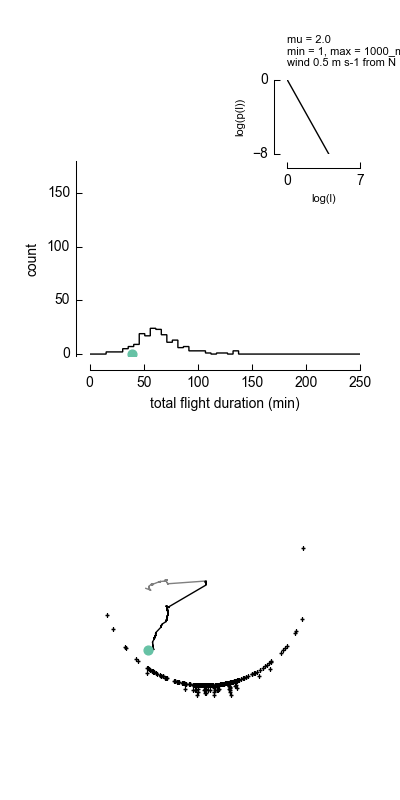 mu = 2.0
min = 1, max = 1000_m
wind 0.5 m s-1 from N
0
log(p(l))
−8
0
7
log(l)
150
100
50
0
count
0
50
100
150
200
250
total flight duration (min)